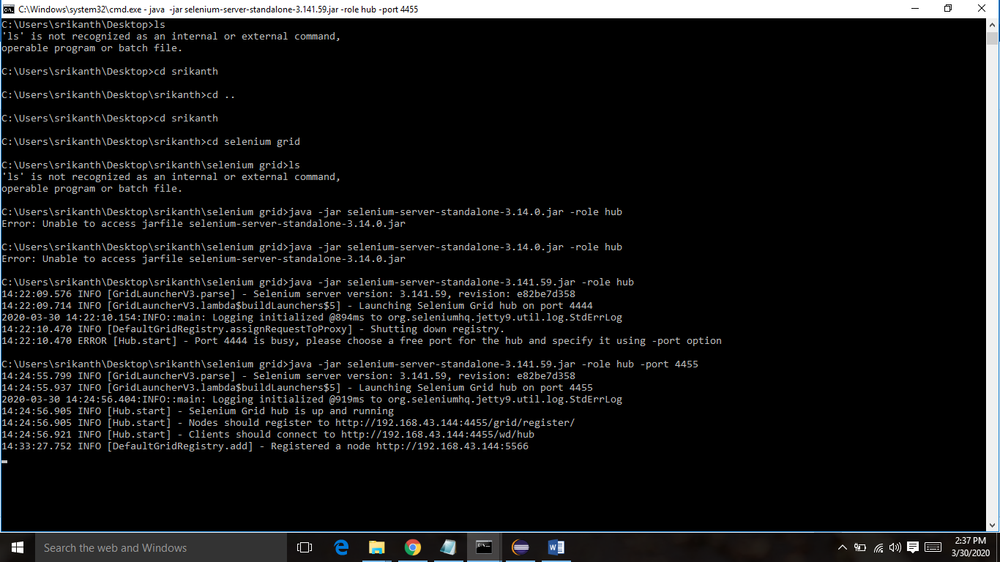 C:\Windows\system32\cmd.exe - java  -jar selenium-server-standalone-3.141.59.jar -role hub -port 4455
C:\Users\srikanth\Desktop>ls
'ls' is not recognized as an internal or external command,
operable program or batch file.
C:\Users\srikanth\Desktop>cd srikanth
C:\Users\srikanth\Desktop\srikanth>cd ..
C:\Users\srikanth\Desktop>cd srikanth
C:\Users\srikanth\Desktop\srikanth>cd selenium grid
C:\Users\srikanth\Desktop\srikanth\selenium grid>ls
'ls' is not recognized as an internal or external command,
operable program or batch file.
C:\Users\srikanth\Desktop\srikanth\selenium grid>java -jar selenium-server-standalone-3.14.0.jar -role hub
Error: Unable to access jarfile selenium-server-standalone-3.14.0.jar
C:\Users\srikanth\Desktop\srikanth\selenium grid>java -jar selenium-server-standalone-3.14.0.jar -role hub
Error: Unable to access jarfile selenium-server-standalone-3.14.0.jar
C:\Users\srikanth\Desktop\srikanth\selenium grid>java -jar selenium-server-standalone-3.141.59.jar -role hub
14:22:09.576 INFO [GridLauncherV3.parse] - Selenium server version: 3.141.59, revision: e82be7d358
14:22:09.714 INFO [GridLauncherV3.lambda$buildLaunchers$5] - Launching Selenium Grid hub on port 4444
2020-03-30 14:22:10.154:INFO::main: Logging initialized @894ms to org.seleniumhq.jetty9.util.log.StdErrLog
14:22:10.470 INFO [DefaultGridRegistry.assignRequestToProxy] - Shutting down registry.
14:22:10.470 ERROR [Hub.start] - Port 4444 is busy, please choose a free port for the hub and specify it using -port option
C:\Users\srikanth\Desktop\srikanth\selenium grid>java -jar selenium-server-standalone-3.141.59.jar -role hub -port 4455
14:24:55.799 INFO [GridLauncherV3.parse] - Selenium server version: 3.141.59, revision: e82be7d358
14:24:55.937 INFO [GridLauncherV3.lambda$buildLaunchers$5] - Launching Selenium Grid hub on port 4455
2020-03-30 14:24:56.404:INFO::main: Logging initialized @919ms to org.seleniumhq.jetty9.util.log.StdErrLog
14:24:56.905 INFO [Hub.start] - Selenium Grid hub is up and running
14:24:56.905 INFO [Hub.start] - Nodes should register to http://192.168.43.144:4455/grid/register/
14:24:56.921 INFO [Hub.start] - Clients should connect to http://192.168.43.144:4455/wd/hub
14:33:27.752 INFO [DefaultGridRegistry.add] - Registered a node http://192.168.43.144:5566
Search the web and Windows
2:37 PM
3/30/2020